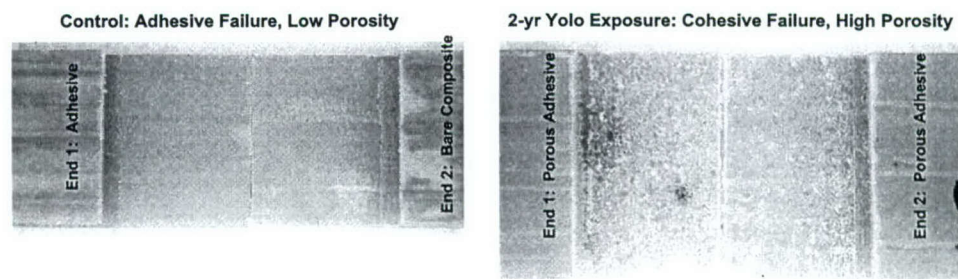 Control: Adhesive Failure, Low Porosity
End 1: Adhesive
End 2: Bare Composite
2-yr Yolo Exposure: Cohesive Failure, High Porosity
End 1: Porous Adhesive
End 2: Porous Adhesive